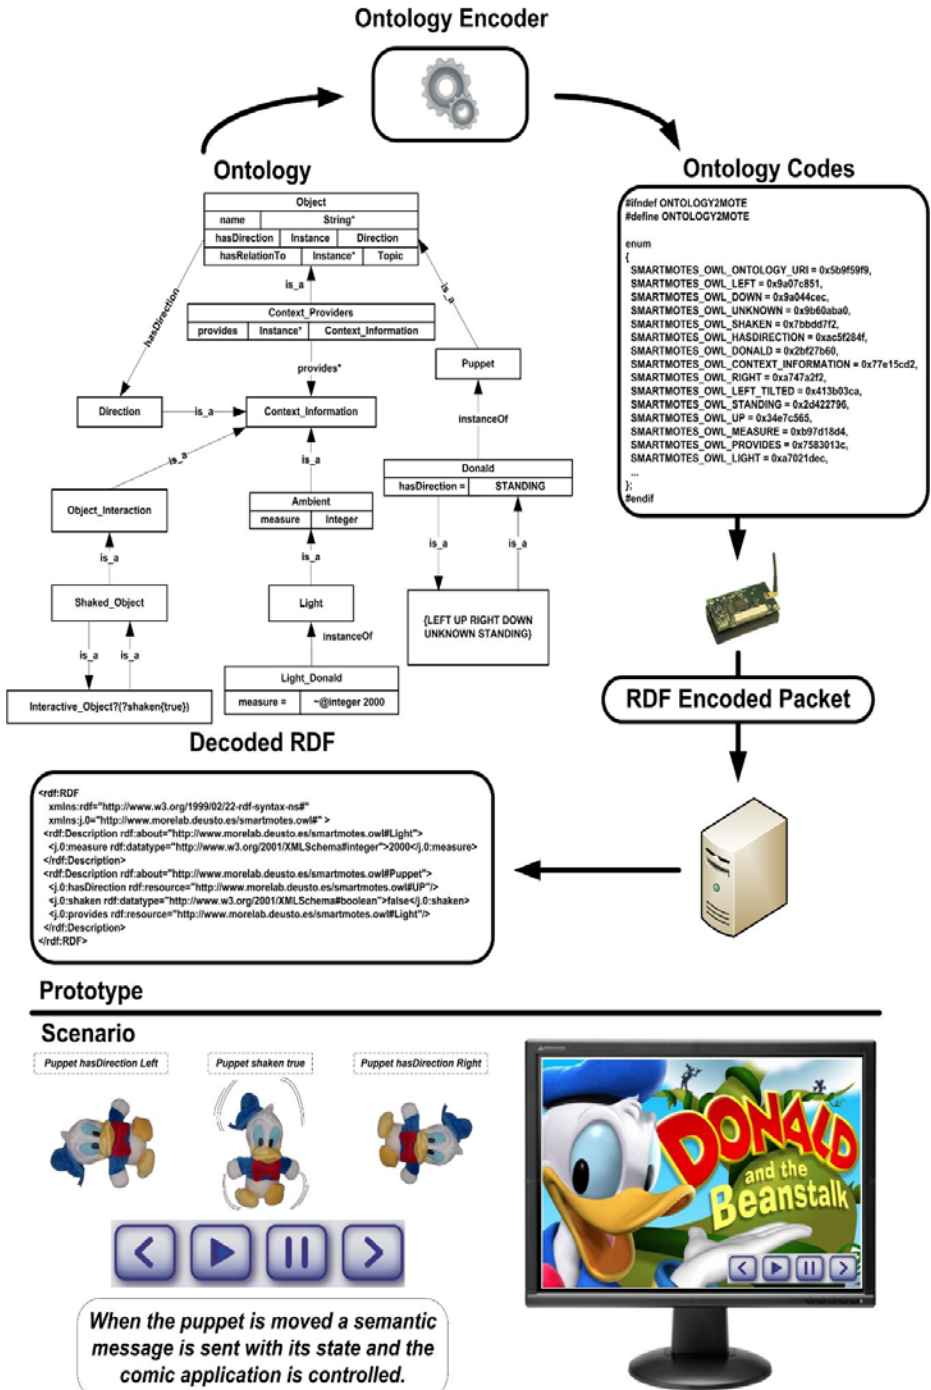 Ontology Encoder
Ontology
Object
name String*
hasDirection Instance Direction
hasRelationTo Instance* Topic
is_a
is_a
hasDirection
Context_Providers
provides Instance* Context_Information
provides*
Puppet
instanceOf
Direction
is_a
Context_Information
is_a
is_a
Donald
hasDirection = STANDING
Object_Interaction
Ambient
measure Integer
is_a
is_a
is_a
is_a
Shaked_Object
Light
{LEFT UP RIGHT DOWN
UNKNOWN STANDING}
instanceOf
is_a
is_a
Light_Donald
measure = ~@integer 2000
Interactive_Object?(?shaken{true})
Ontology Codes
#ifndef ONTOLOGY2MOTE
#define ONTOLOGY2MOTE
enum
{
SMARTMOTES_OWL_ONTOLOGY_URI = 0x5b9f59f9,
SMARTMOTES_OWL_LEFT = 0x9a07c851,
SMARTMOTES_OWL_DOWN = 0x9a044cec,
SMARTMOTES_OWL_UNKNOWN = 0x9b60aba0,
SMARTMOTES_OWL_SHAKEN = 0x7bbdd7f2,
SMARTMOTES_OWL_HASDIRECTION = 0xac5f284f,
SMARTMOTES_OWL_DONALD = 0x2bf27b60,
SMARTMOTES_OWL_CONTEXT_INFORMATION = 0x77e15cd2,
SMARTMOTES_OWL_RIGHT = 0xa747a2f2,
SMARTMOTES_OWL_LEFT_TILTED = 0x413b03ca,
SMARTMOTES_OWL_STANDING = 0x2d422796,
SMARTMOTES_OWL_UP = 0x34e7c565,
SMARTMOTES_OWL_MEASURE = 0xb97d18d4,
SMARTMOTES_OWL_PROVIDES = 0x7583013c,
SMARTMOTES_OWL_LIGHT = 0xa7021dec,
...
};
#endif
RDF Encoded Packet
Decoded RDF
<rdf:RDF
xmlns:rdf="http://www.w3.org/1999/02/22-rdf-syntax-ns#"
xmlns:j.0="http://www.morelab.deusto.es/smartmotes.owl#" >
<rdf:Description rdf:about="http://www.morelab.deusto.es/smartmotes.owl#Light">
<j.0:measure rdf:datatype="http://www.w3.org/2001/XMLSchema#integer">2000</j.0:measure>
</rdf:Description>
<rdf:Description rdf:about="http://www.morelab.deusto.es/smartmotes.owl#Puppet">
<j.0:hasDirection rdf:resource="http://www.morelab.deusto.es/smartmotes.owl#UP"/>
<j.0:shaken rdf:datatype="http://www.w3.org/2001/XMLSchema#boolean">false</j.0:shaken>
<j.0:provides rdf:resource="http://www.morelab.deusto.es/smartmotes.owl#Light"/>
</rdf:Description>
</rdf:RDF>
Prototype
Scenario
Puppet hasDirection Left
Puppet shaken true
Puppet hasDirection Right
When the puppet is moved a semantic
message is sent with its state and the
comic application is controlled.
DONALD
and the
Beanstalk